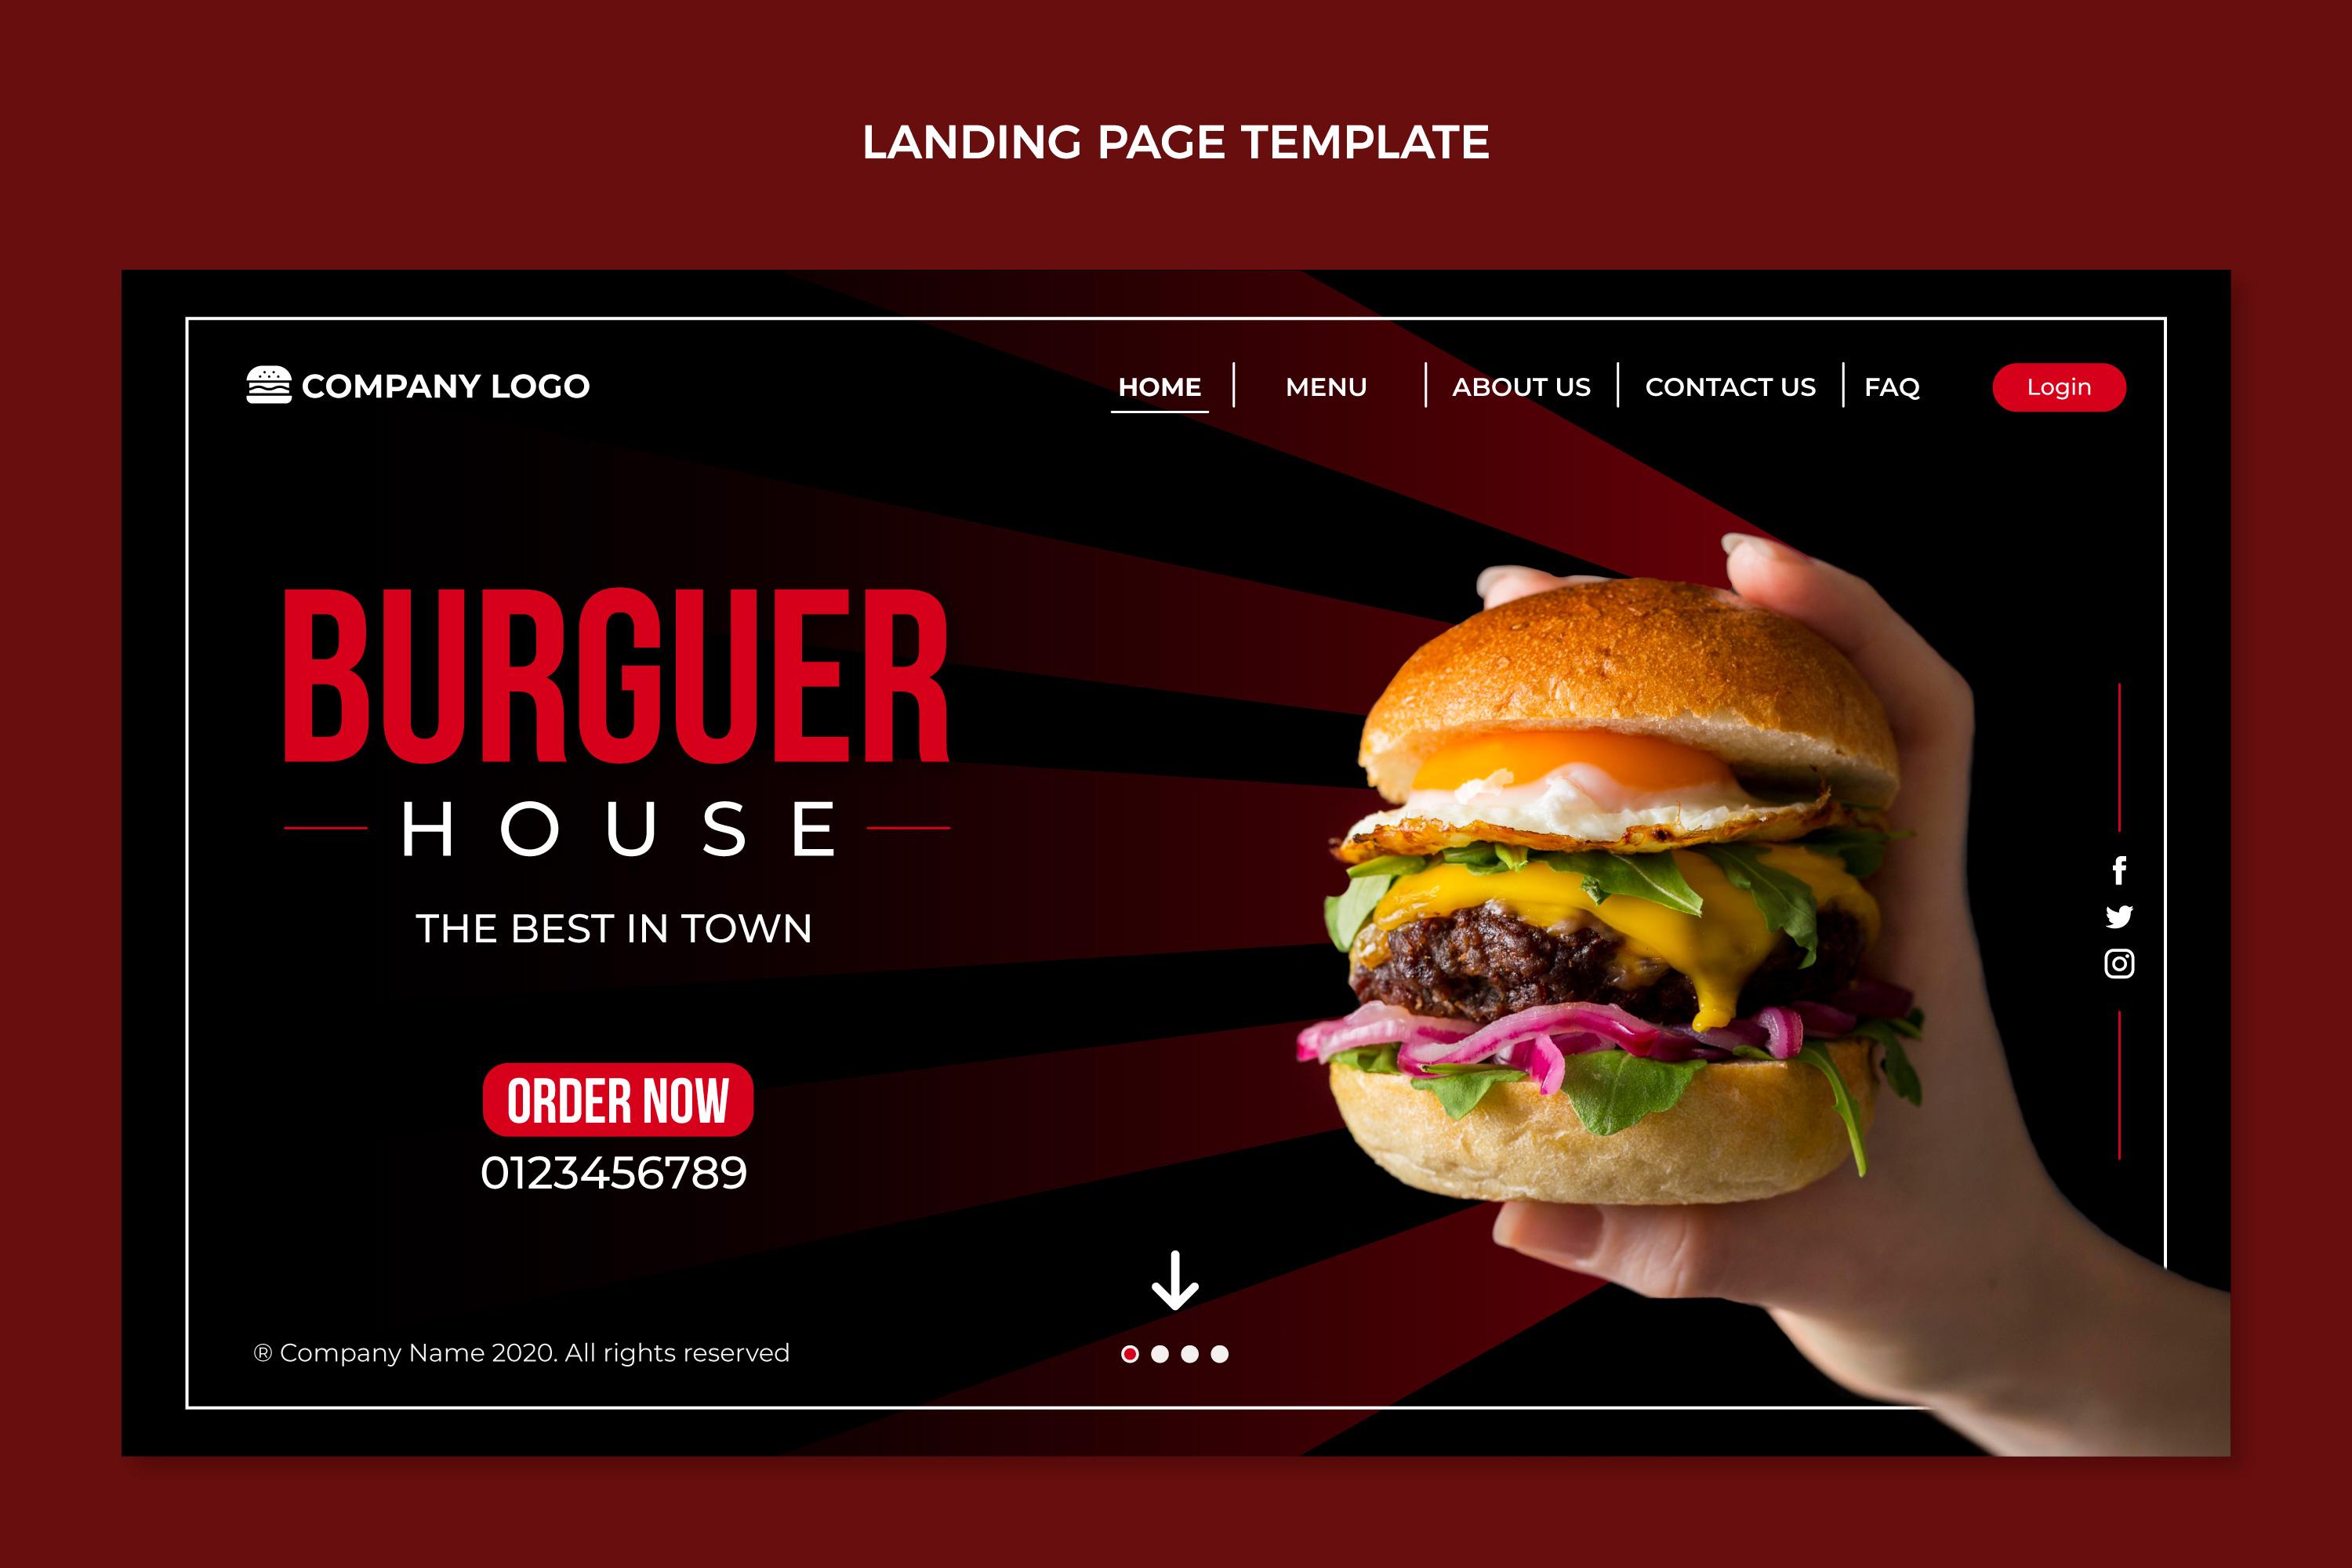 LANDING PAGE TEMPLATE
COMPANY LOGO
HOME
MENU
ABOUT US
CONTACT US
FAQ
Login
BURGUER
HOUSE
THE BEST IN TOWN
ORDER NOW
0123456789
® Company Name 2020. All rights reserved